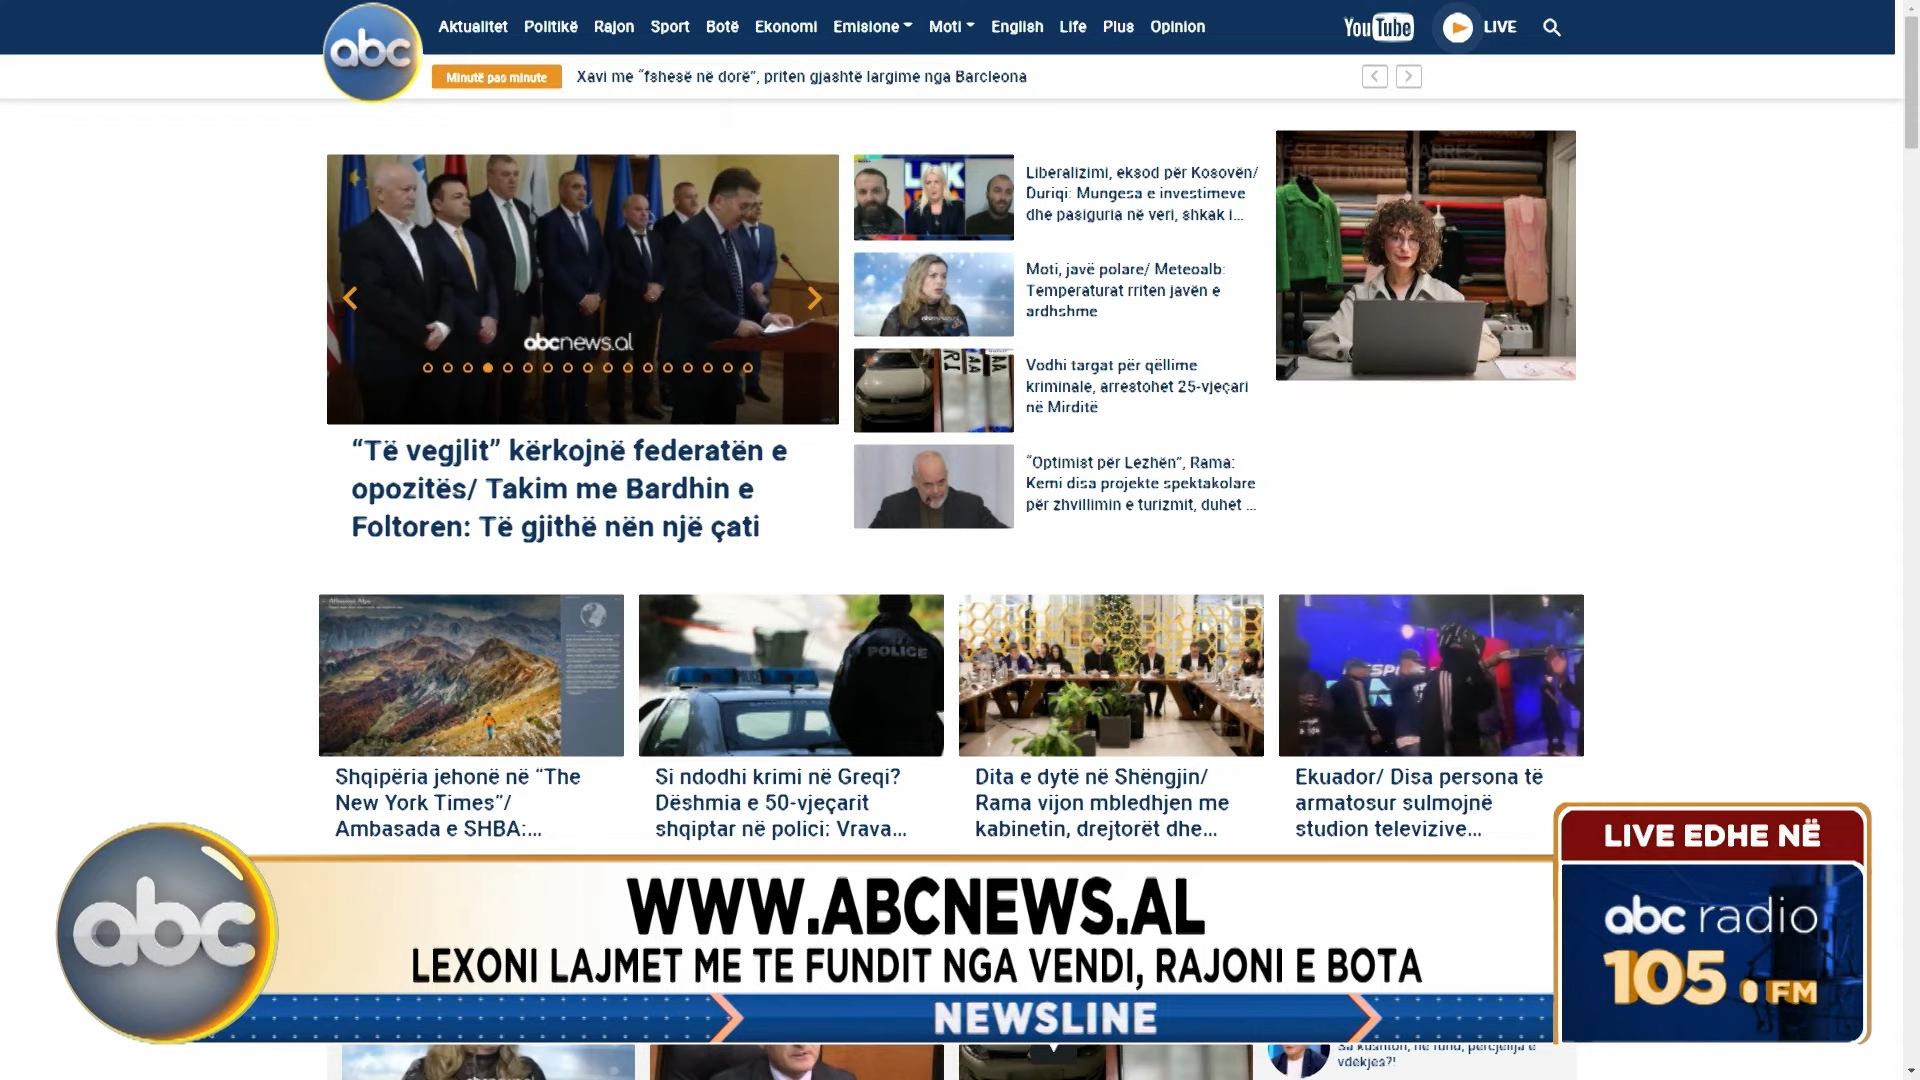 abc
Aktualitet Politikë Rajon Sport Botë Ekonomi Emisione Moti English Life Plus Opinion
YouTube LIVE
Minutë pas minute
Xavi me “fshesë në dorë”, priten gjashtë largime nga Barcleona
abcnews.al
“Të vegjlit” kërkojnë federatën e
opozitës/ Takim me Bardhin e
Foltoren: Të gjithë nën një çati
Liberalizimi, eksod për Kosovën/
Duriqi: Mungesa e investimeve
dhe pasiguria në veri, shkak i...
Moti, javë polare/ Meteoalb:
Temperaturat rriten javën e
ardhshme
Vodhi targat për qëllime
kriminale, arrestohet 25-vjeçari
në Mirditë
“Optimist për Lezhën”, Rama:
Kemi disa projekte spektakolare
për zhvillimin e turizmit, duhet ...
POLICE
Shqipëria jehonë në “The
New York Times”/
Ambasada e SHBA:...
Si ndodhi krimi në Greqi?
Dëshmia e 50-vjeçarit
shqiptar në polici: Vrava...
Dita e dytë në Shëngjin/
Rama vijon mbledhjen me
kabinetin, drejtorët dhe...
Ekuador/ Disa persona të
armatosur sulmojnë
studion televizive...
abc
WWW.ABCNEWS.AL
LEXONI LAJMET ME TE FUNDIT NGA VENDI, RAJONI E BOTA
NEWSLINE
LIVE EDHE NË
abc radio
105.0 FM
vdekjea?!